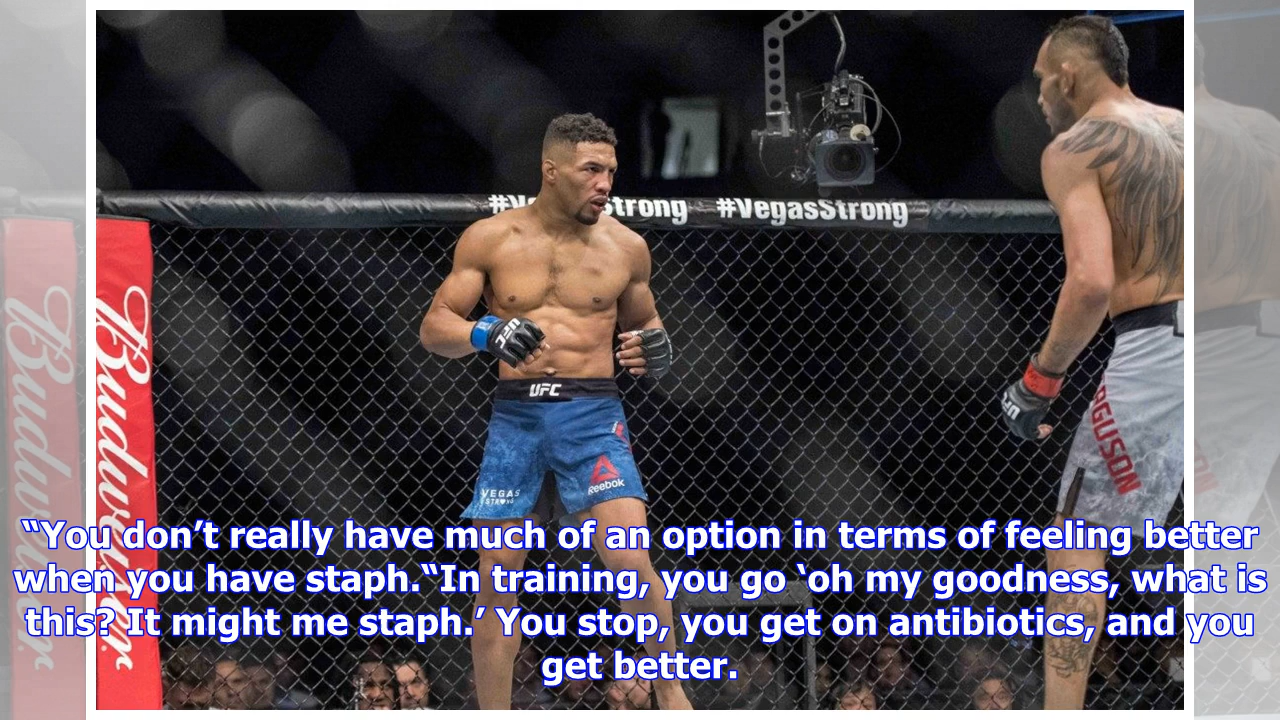 #VegasStrong
Budweiser
UFC
UFC
VEGAS
STRONG
Reebok
UFC
“You don’t really have much of an option in terms of feeling better
when you have staph.“In training, you go ‘oh my goodness, what is
this? It might me staph.’ You stop, you get on antibiotics, and you
get better.